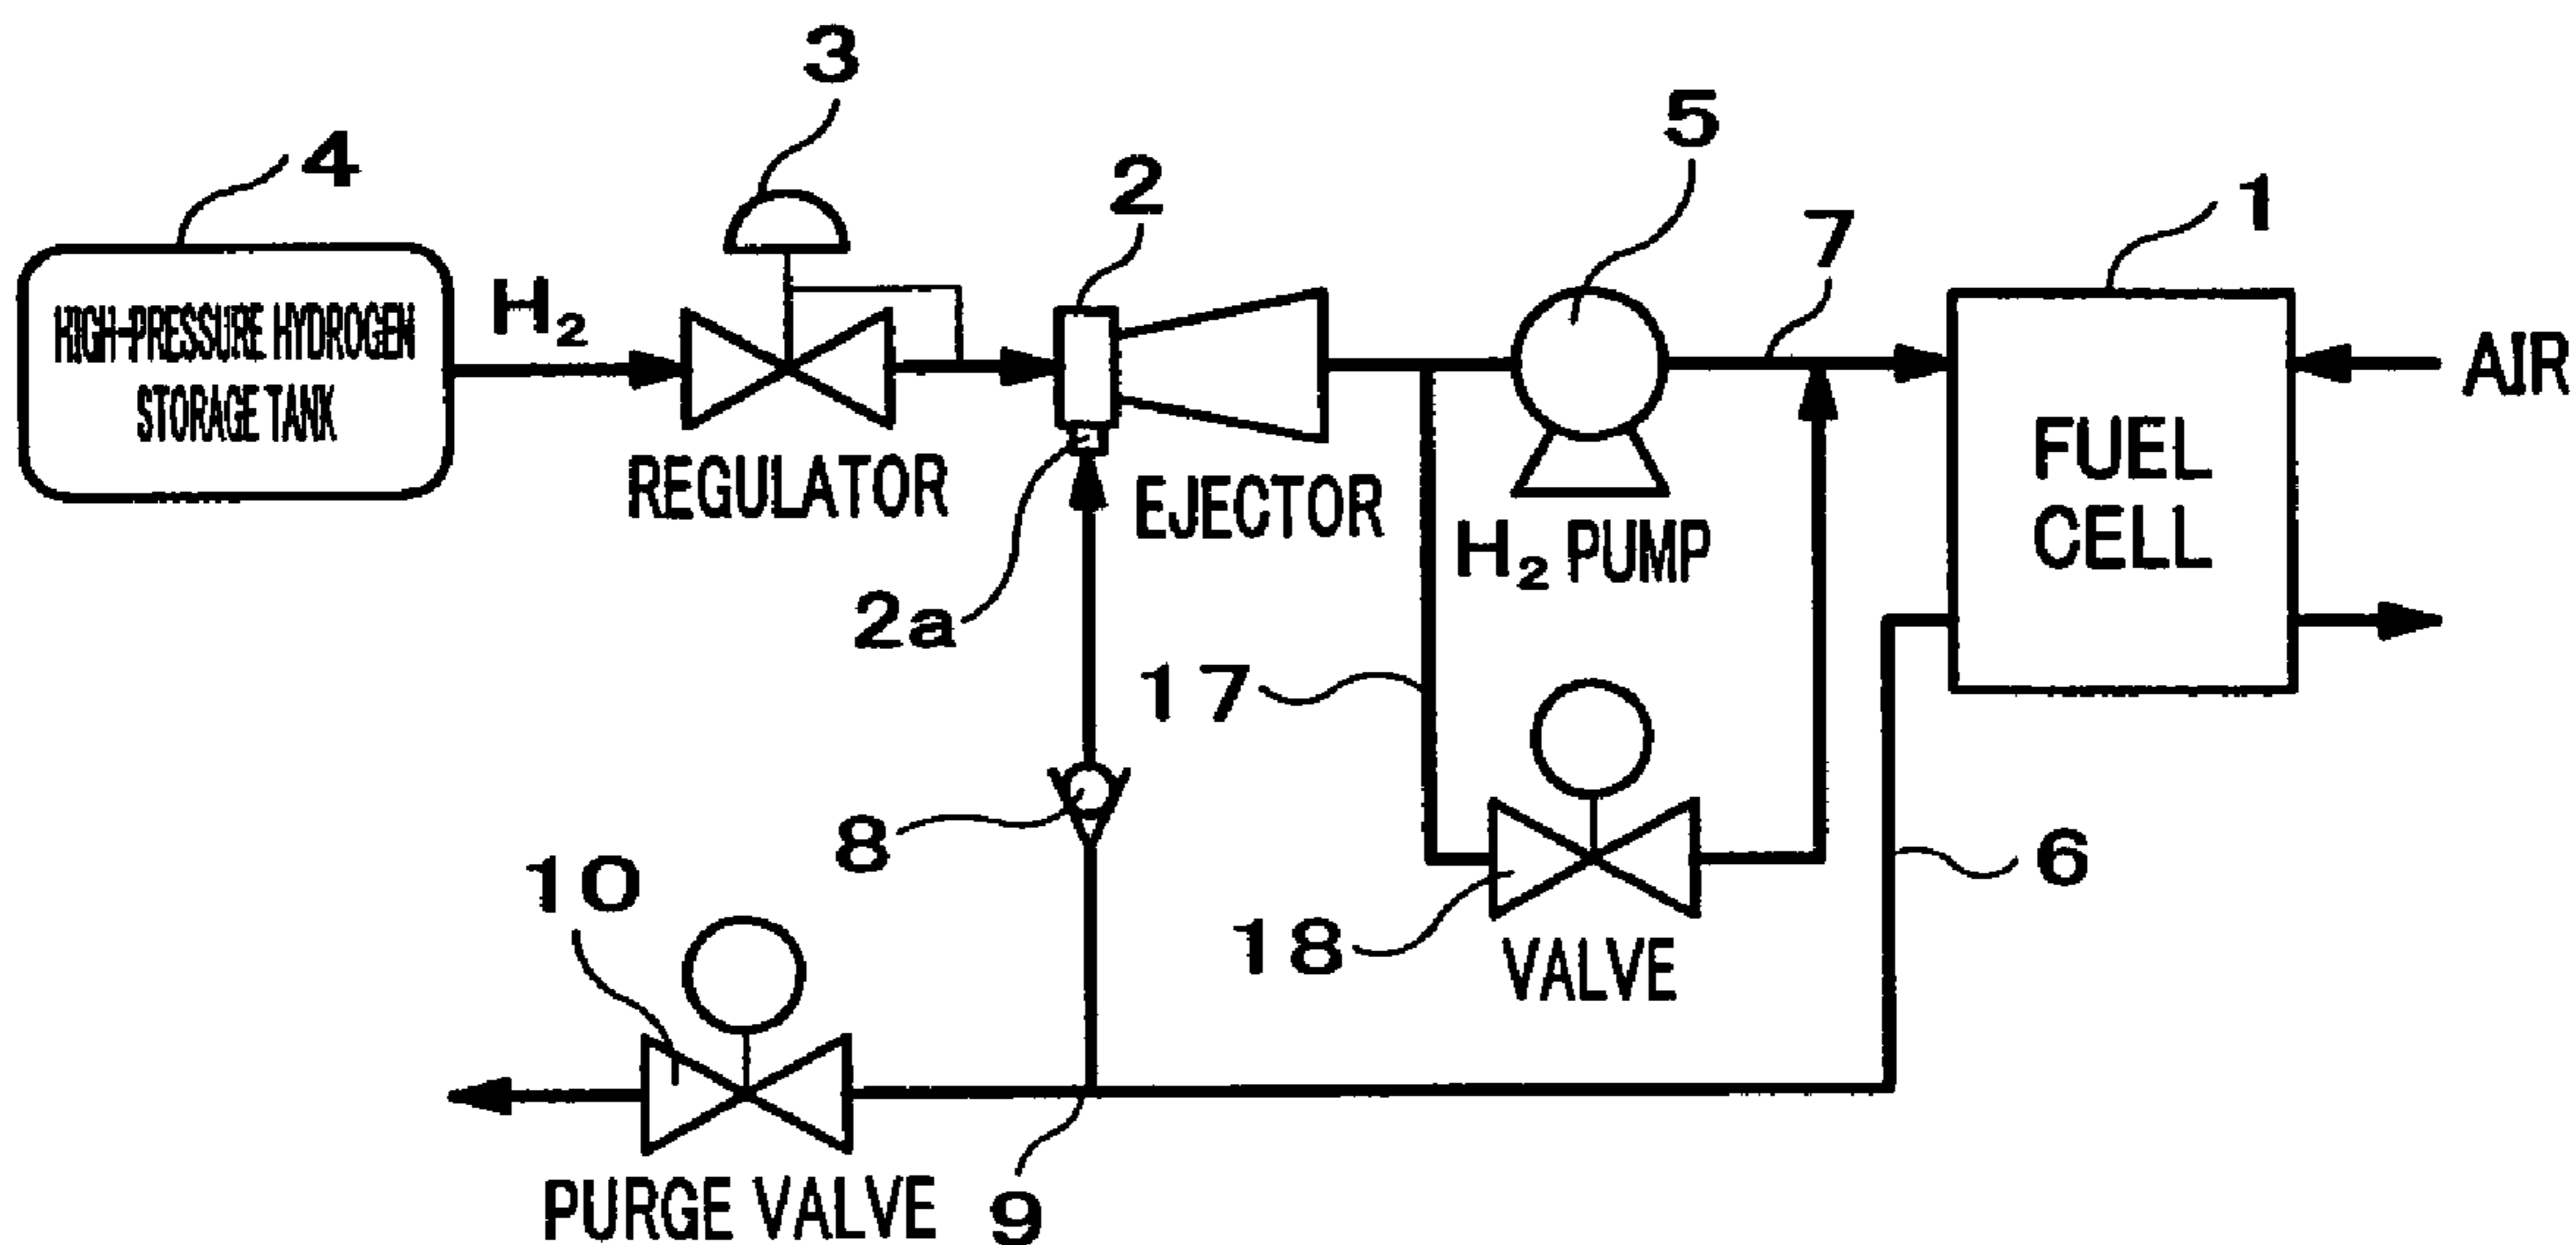 3
5
4
2
1
7
H₂
HIGH-PRESSURE HYDROGEN
STORAGE TANK
AIR
FUEL
CELL
REGULATOR
EJECTOR
H₂ PUMP
2a
17
8
6
10
18
VALVE
PURGE VALVE
9